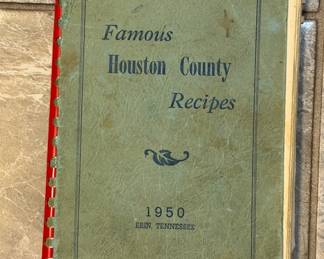 Famous
Houston County
Recipes
1950
ERIN, TENNESSEE